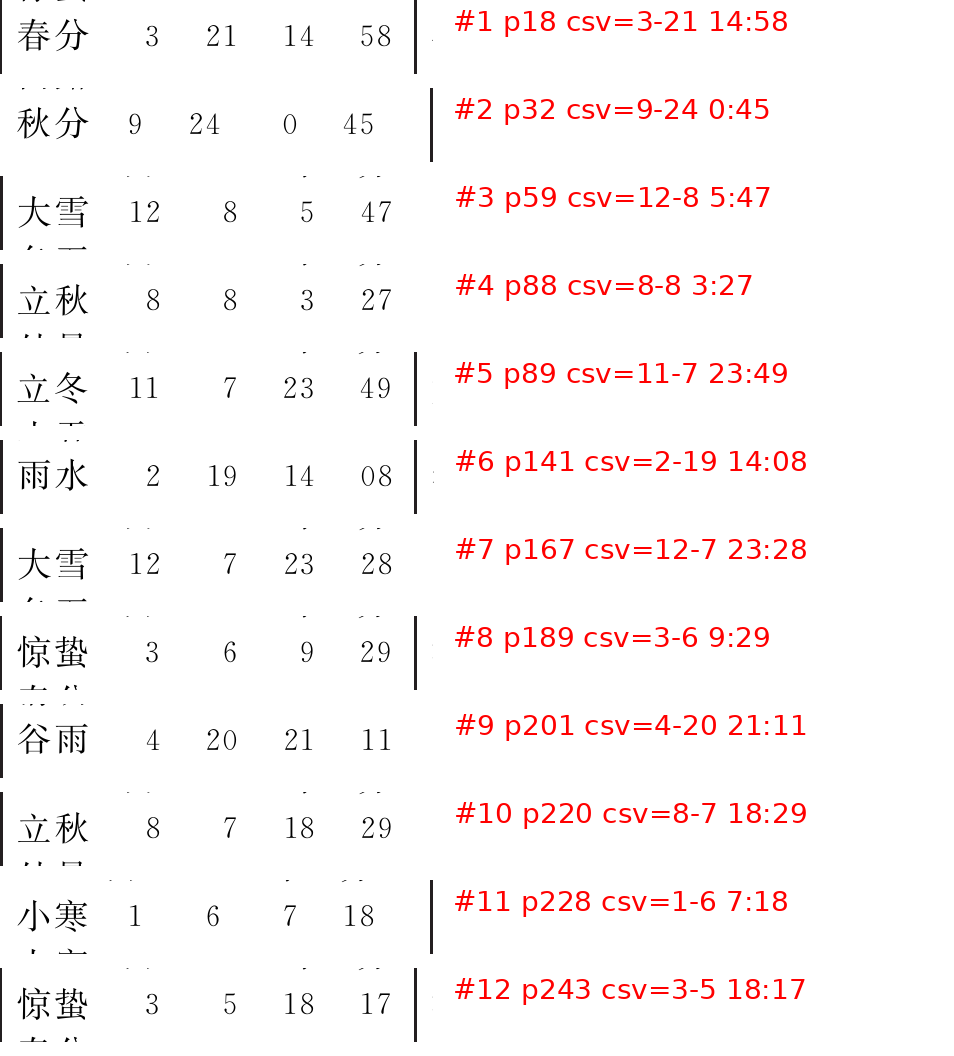 春分 3 21 14 58 #1 p18 csv=3-21 14:58
秋分 9 24 0 45 #2 p32 csv=9-24 0:45
大雪 12 8 5 47 #3 p59 csv=12-8 5:47
立秋 8 8 3 27 #4 p88 csv=8-8 3:27
立冬 11 7 23 49 #5 p89 csv=11-7 23:49
雨水 2 19 14 08 #6 p141 csv=2-19 14:08
大雪 12 7 23 28 #7 p167 csv=12-7 23:28
惊蛰 3 6 9 29 #8 p189 csv=3-6 9:29
谷雨 4 20 21 11 #9 p201 csv=4-20 21:11
立秋 8 7 18 29 #10 p220 csv=8-7 18:29
小寒 1 6 7 18 #11 p228 csv=1-6 7:18
惊蛰 3 5 18 17 #12 p243 csv=3-5 18:17